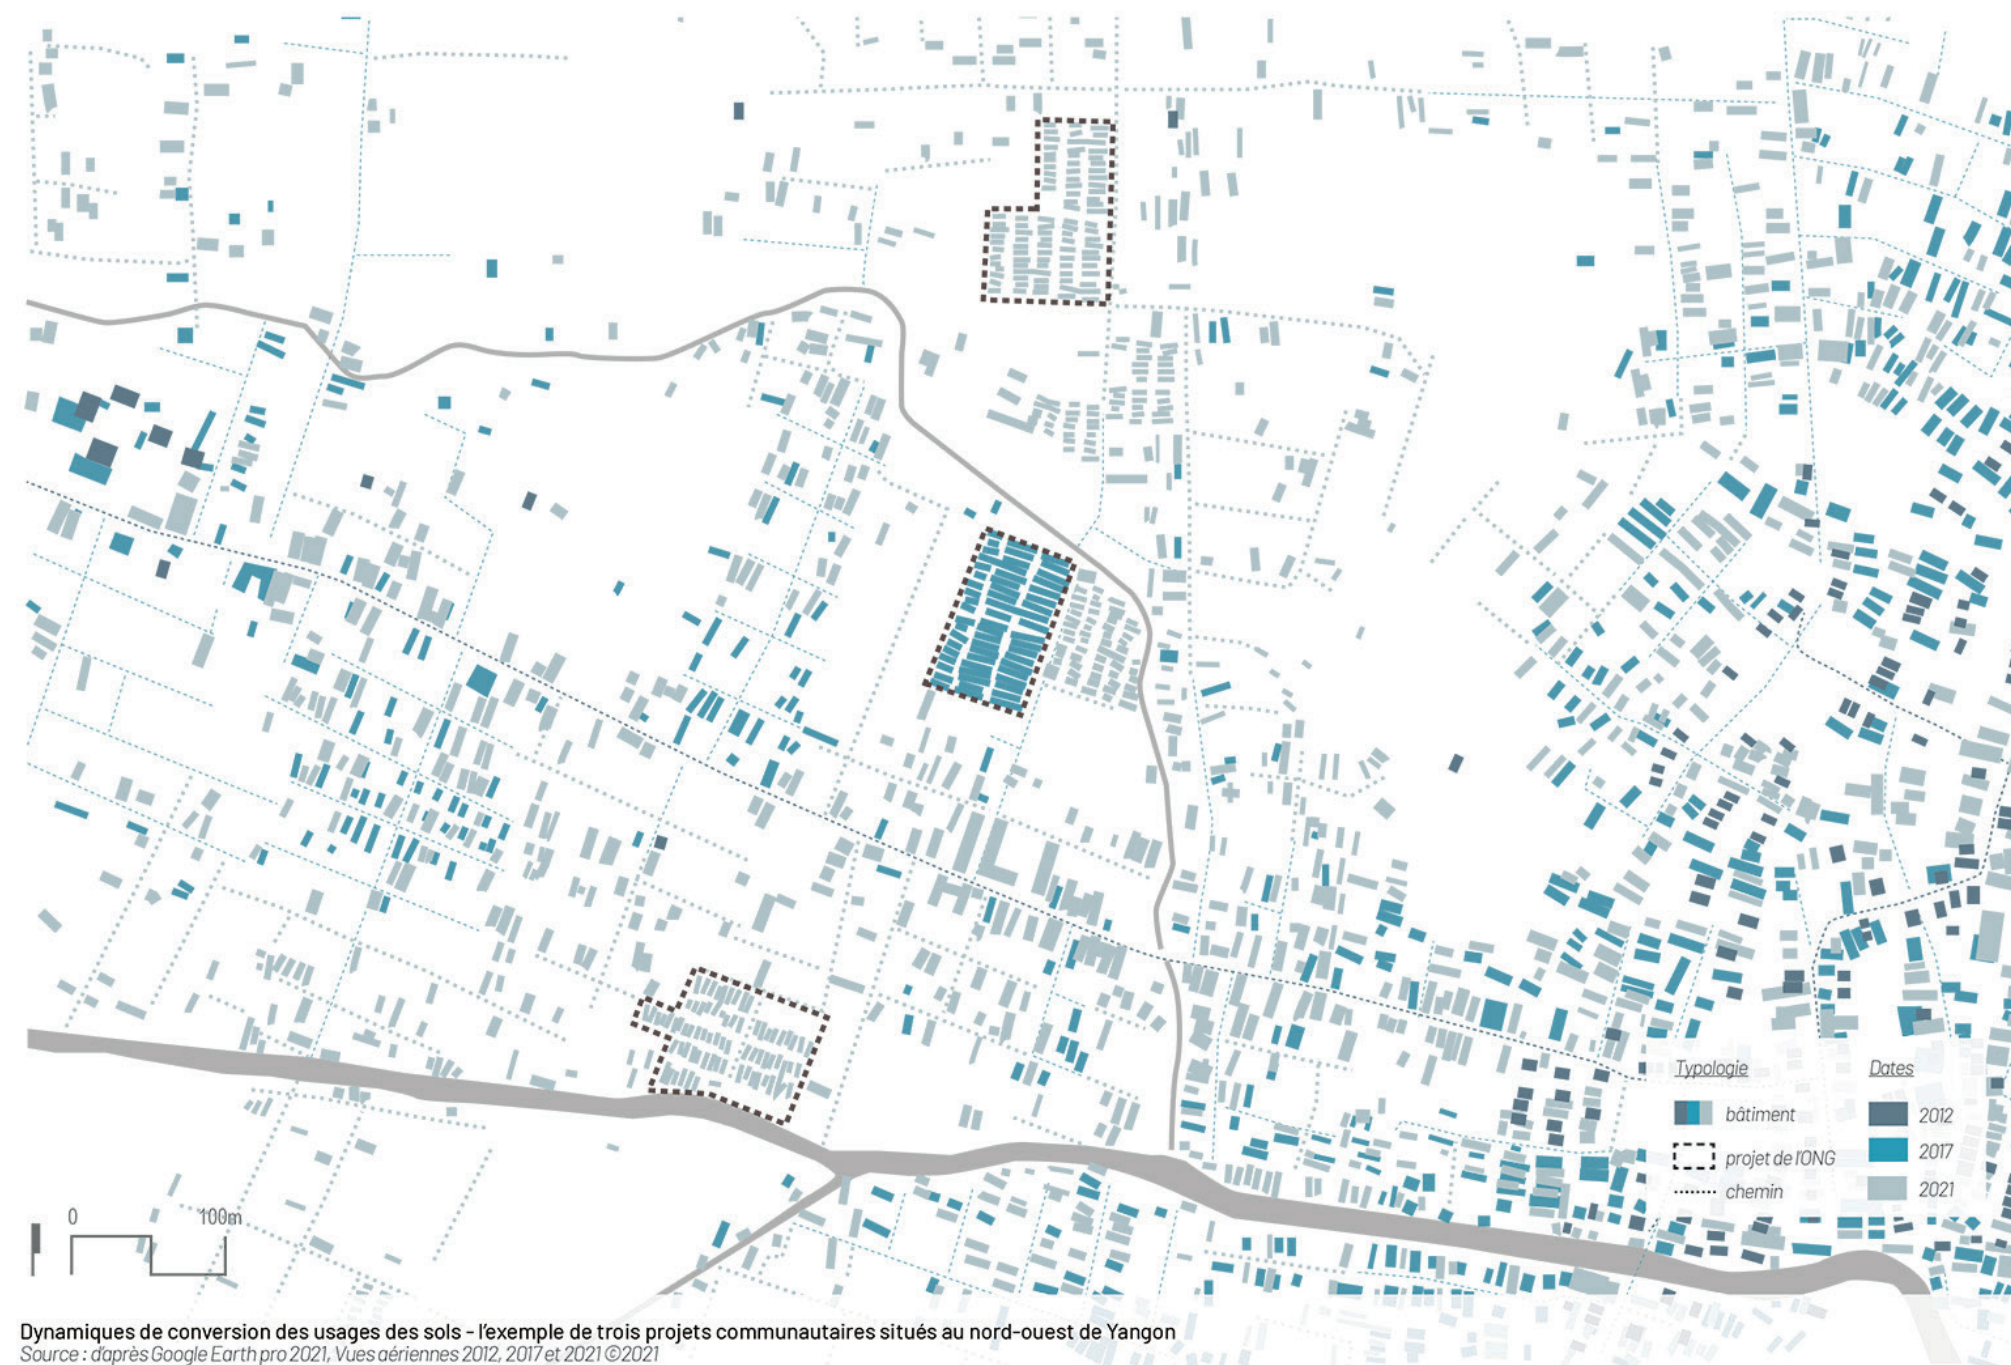 Typologie
bâtiment
projet de l'ONG
chemin
Dates
2012
2017
2021
0 100m
Dynamiques de conversion des usages des sols - l'exemple de trois projets communautaires situés au nord-ouest de Yangon
Source : d'après Google Earth pro 2021, Vues aériennes 2012, 2017 et 2021 ©2021